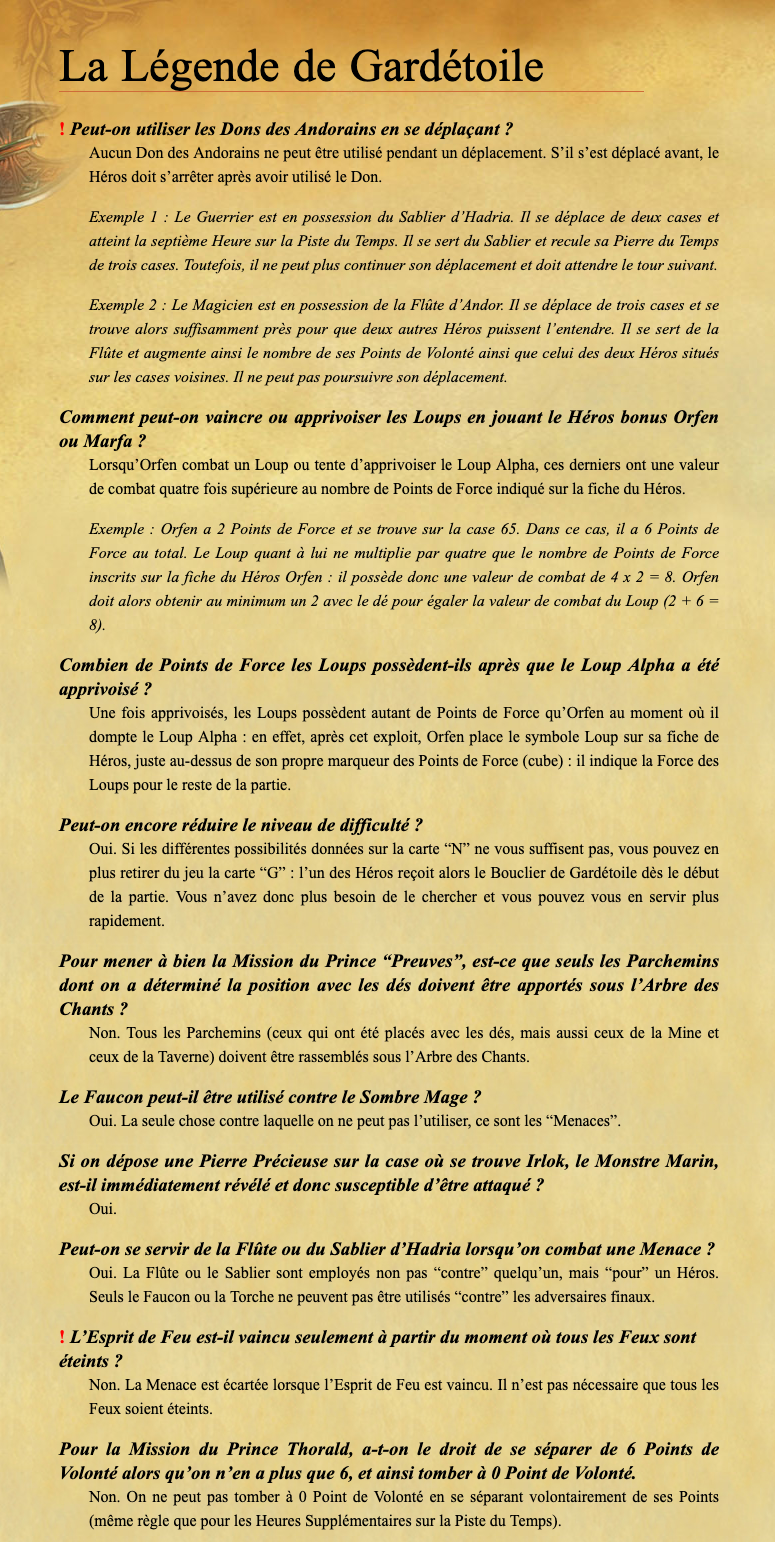 La Légende de Gardétoile
! Peut-on utiliser les Dons des Andorains en se déplaçant ?
Aucun Don des Andorains ne peut être utilisé pendant un déplacement. S’il s’est déplacé avant, le
Héros doit s’arrêter après avoir utilisé le Don.
Exemple 1 : Le Guerrier est en possession du Sablier d’Hadria. Il se déplace de deux cases et
atteint la septième Heure sur la Piste du Temps. Il se sert du Sablier et recule sa Pierre du Temps
de trois cases. Toutefois, il ne peut plus continuer son déplacement et doit attendre le tour suivant.
Exemple 2 : Le Magicien est en possession de la Flûte d’Andor. Il se déplace de trois cases et se
trouve alors suffisamment près pour que deux autres Héros puissent l’entendre. Il se sert de la
Flûte et augmente ainsi le nombre de ses Points de Volonté ainsi que celui des deux Héros situés
sur les cases voisines. Il ne peut pas poursuivre son déplacement.
Comment peut-on vaincre ou apprivoiser les Loups en jouant le Héros bonus Orfen
ou Marfa ?
Lorsqu’Orfen combat un Loup ou tente d’apprivoiser le Loup Alpha, ces derniers ont une valeur
de combat quatre fois supérieure au nombre de Points de Force indiqué sur la fiche du Héros.
Exemple : Orfen a 2 Points de Force et se trouve sur la case 65. Dans ce cas, il a 6 Points de
Force au total. Le Loup quant à lui ne multiplie par quatre que le nombre de Points de Force
inscrits sur la fiche du Héros Orfen : il possède donc une valeur de combat de 4 x 2 = 8. Orfen
doit alors obtenir au minimum un 2 avec le dé pour égaler la valeur de combat du Loup (2 + 6 =
8).
Combien de Points de Force les Loups possèdent-ils après que le Loup Alpha a été
apprivoisé ?
Une fois apprivoisés, les Loups possèdent autant de Points de Force qu’Orfen au moment où il
dompte le Loup Alpha : en effet, après cet exploit, Orfen place le symbole Loup sur sa fiche de
Héros, juste au-dessus de son propre marqueur des Points de Force (cube) : il indique la Force des
Loups pour le reste de la partie.
Peut-on encore réduire le niveau de difficulté ?
Oui. Si les différentes possibilités données sur la carte “N” ne vous suffisent pas, vous pouvez en
plus retirer du jeu la carte “G” : l’un des Héros reçoit alors le Bouclier de Gardétoile dès le début
de la partie. Vous n’avez donc plus besoin de le chercher et vous pouvez vous en servir plus
rapidement.
Pour mener à bien la Mission du Prince “Preuves”, est-ce que seuls les Parchemins
dont on a déterminé la position avec les dés doivent être apportés sous l’Arbre des
Chants ?
Non. Tous les Parchemins (ceux qui ont été placés avec les dés, mais aussi ceux de la Mine et
ceux de la Taverne) doivent être rassemblés sous l’Arbre des Chants.
Le Faucon peut-il être utilisé contre le Sombre Mage ?
Oui. La seule chose contre laquelle on ne peut pas l’utiliser, ce sont les “Menaces”.
Si on dépose une Pierre Précieuse sur la case où se trouve Irlok, le Monstre Marin,
est-il immédiatement révélé et donc susceptible d’être attaqué ?
Oui.
Peut-on se servir de la Flûte ou du Sablier d’Hadria lorsqu’on combat une Menace ?
Oui. La Flûte ou le Sablier sont employés non pas “contre” quelqu’un, mais “pour” un Héros.
Seuls le Faucon ou la Torche ne peuvent pas être utilisés “contre” les adversaires finaux.
! L’Esprit de Feu est-il vaincu seulement à partir du moment où tous les Feux sont
éteints ?
Non. La Menace est écartée lorsque l’Esprit de Feu est vaincu. Il n’est pas nécessaire que tous les
Feux soient éteints.
Pour la Mission du Prince Thorald, a-t-on le droit de se séparer de 6 Points de
Volonté alors qu’on n’en a plus que 6, et ainsi tomber à 0 Point de Volonté.
Non. On ne peut pas tomber à 0 Point de Volonté en se séparant volontairement de ses Points
(même règle que pour les Heures Supplémentaires sur la Piste du Temps).